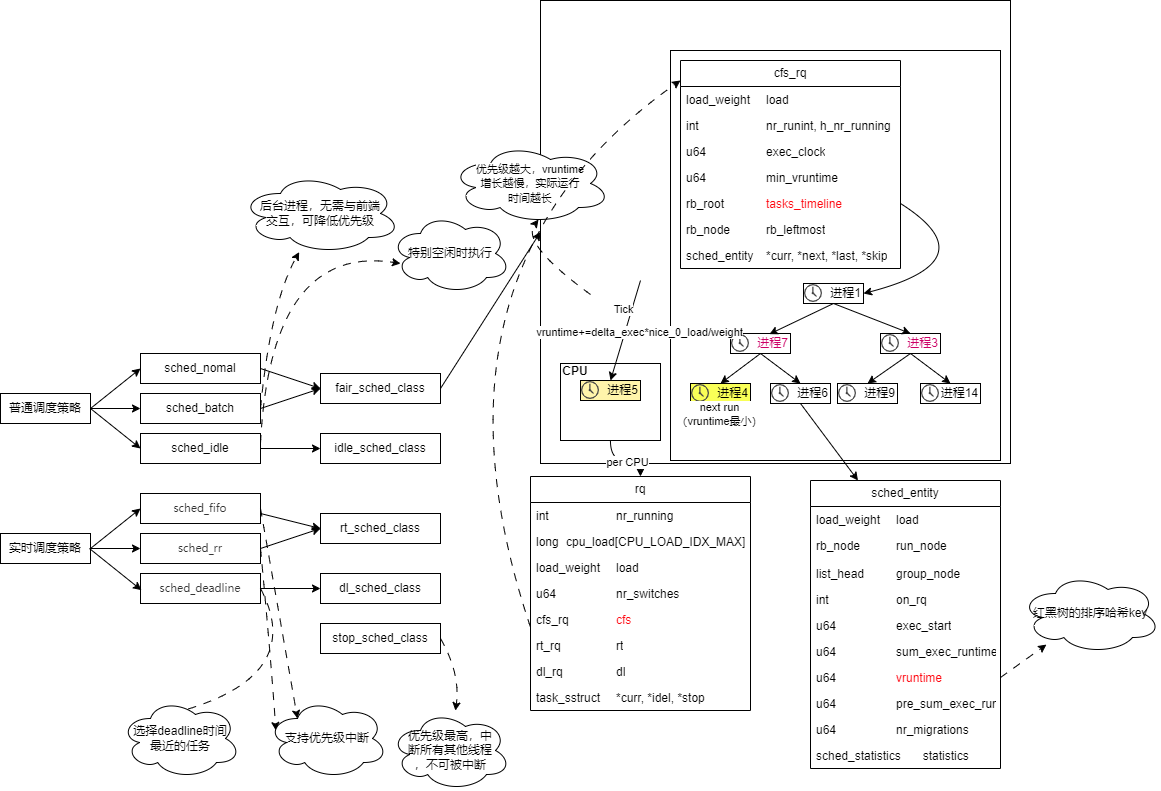 cfs_rq
load_weight load
int nr_runint, h_nr_running
u64 exec_clock
u64 min_vruntime
rb_root tasks_timeline
rb_node rb_leftmost
sched_entity *curr, *next, *last, *skip
优先级越大，vruntime
增长越慢，实际运行
时间越长
后台进程，无需与前端
交互，可降低优先级
特别空闲时执行
进程1
Tick
vruntime+=delta_exec*nice_0_load/weight
进程7
进程3
CPU
进程5
进程4
进程6
进程9
进程14
next run
（vruntime最小）
sched_nomal
普通调度策略
sched_batch
fair_sched_class
sched_idle
idle_sched_class
per CPU
rq
int nr_running
long cpu_load[CPU_LOAD_IDX_MAX]
load_weight load
u64 nr_switches
cfs_rq cfs
rt_rq rt
dl_rq dl
task_sstruct *curr, *idel, *stop
sched_entity
load_weight load
rb_node run_node
list_head group_node
int on_rq
u64 exec_start
u64 sum_exec_runtime
u64 vruntime
u64 pre_sum_exec_rur
u64 nr_migrations
sched_statistics statistics
红黑树的排序哈希key
sched_fifo
实时调度策略
sched_rr
rt_sched_class
sched_deadline
dl_sched_class
stop_sched_class
选择deadline时间
最近的任务
支持优先级中断
优先级最高，中
断所有其他线程
，不可被中断